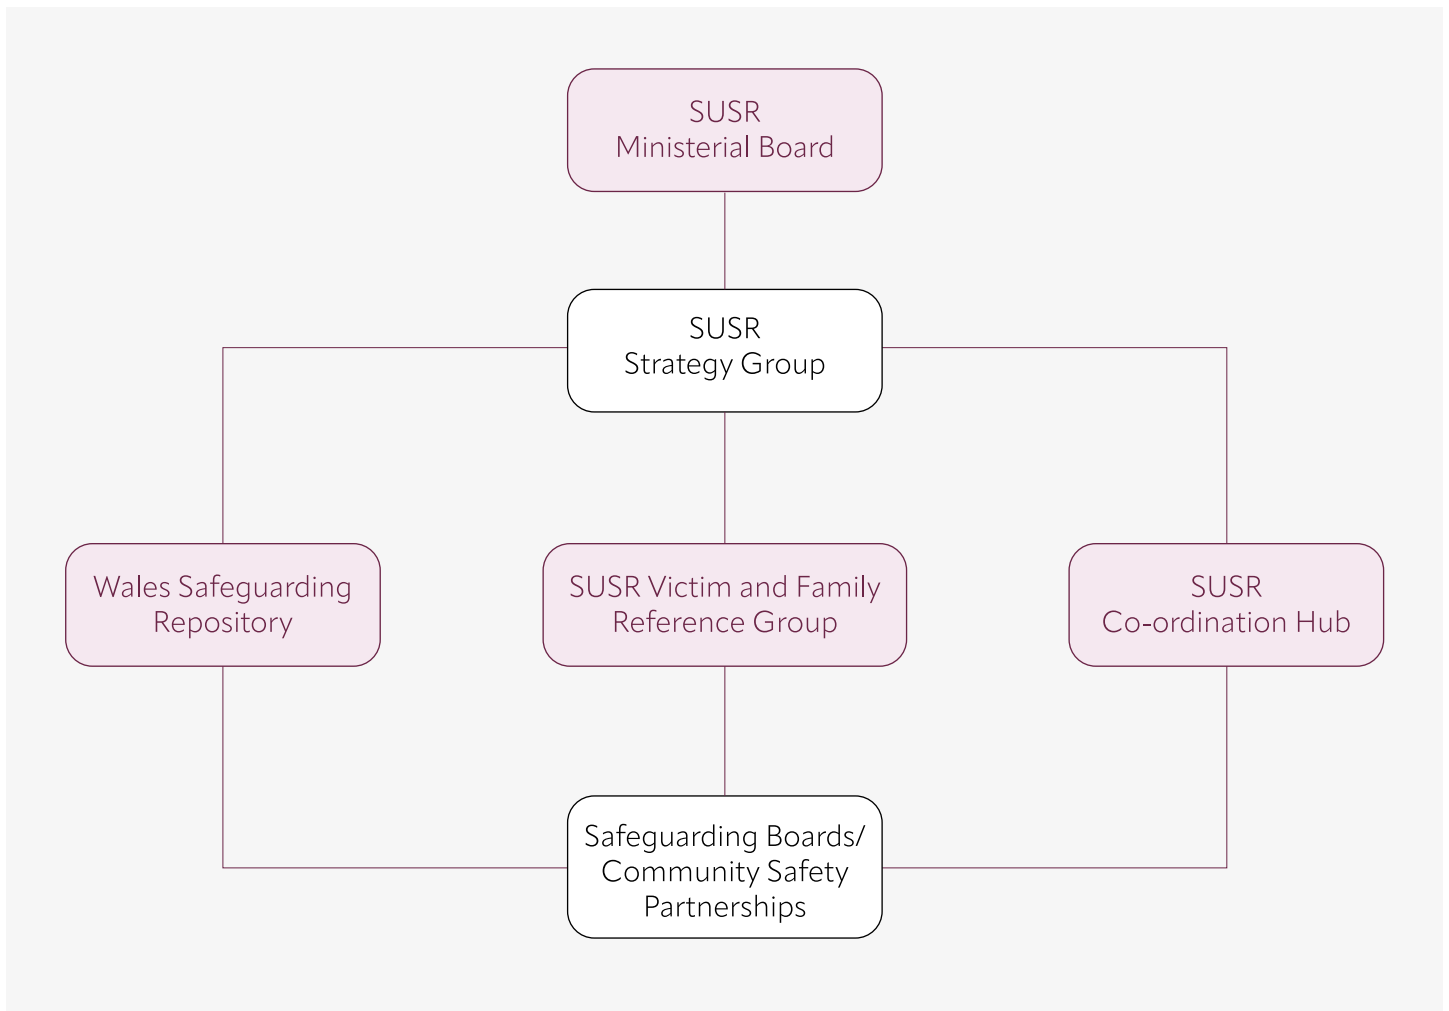 SUSR
Ministerial Board
SUSR
Strategy Group
Wales Safeguarding
Repository
SUSR Victim and Family
Reference Group
SUSR
Co-ordination Hub
Safeguarding Boards/
Community Safety
Partnerships